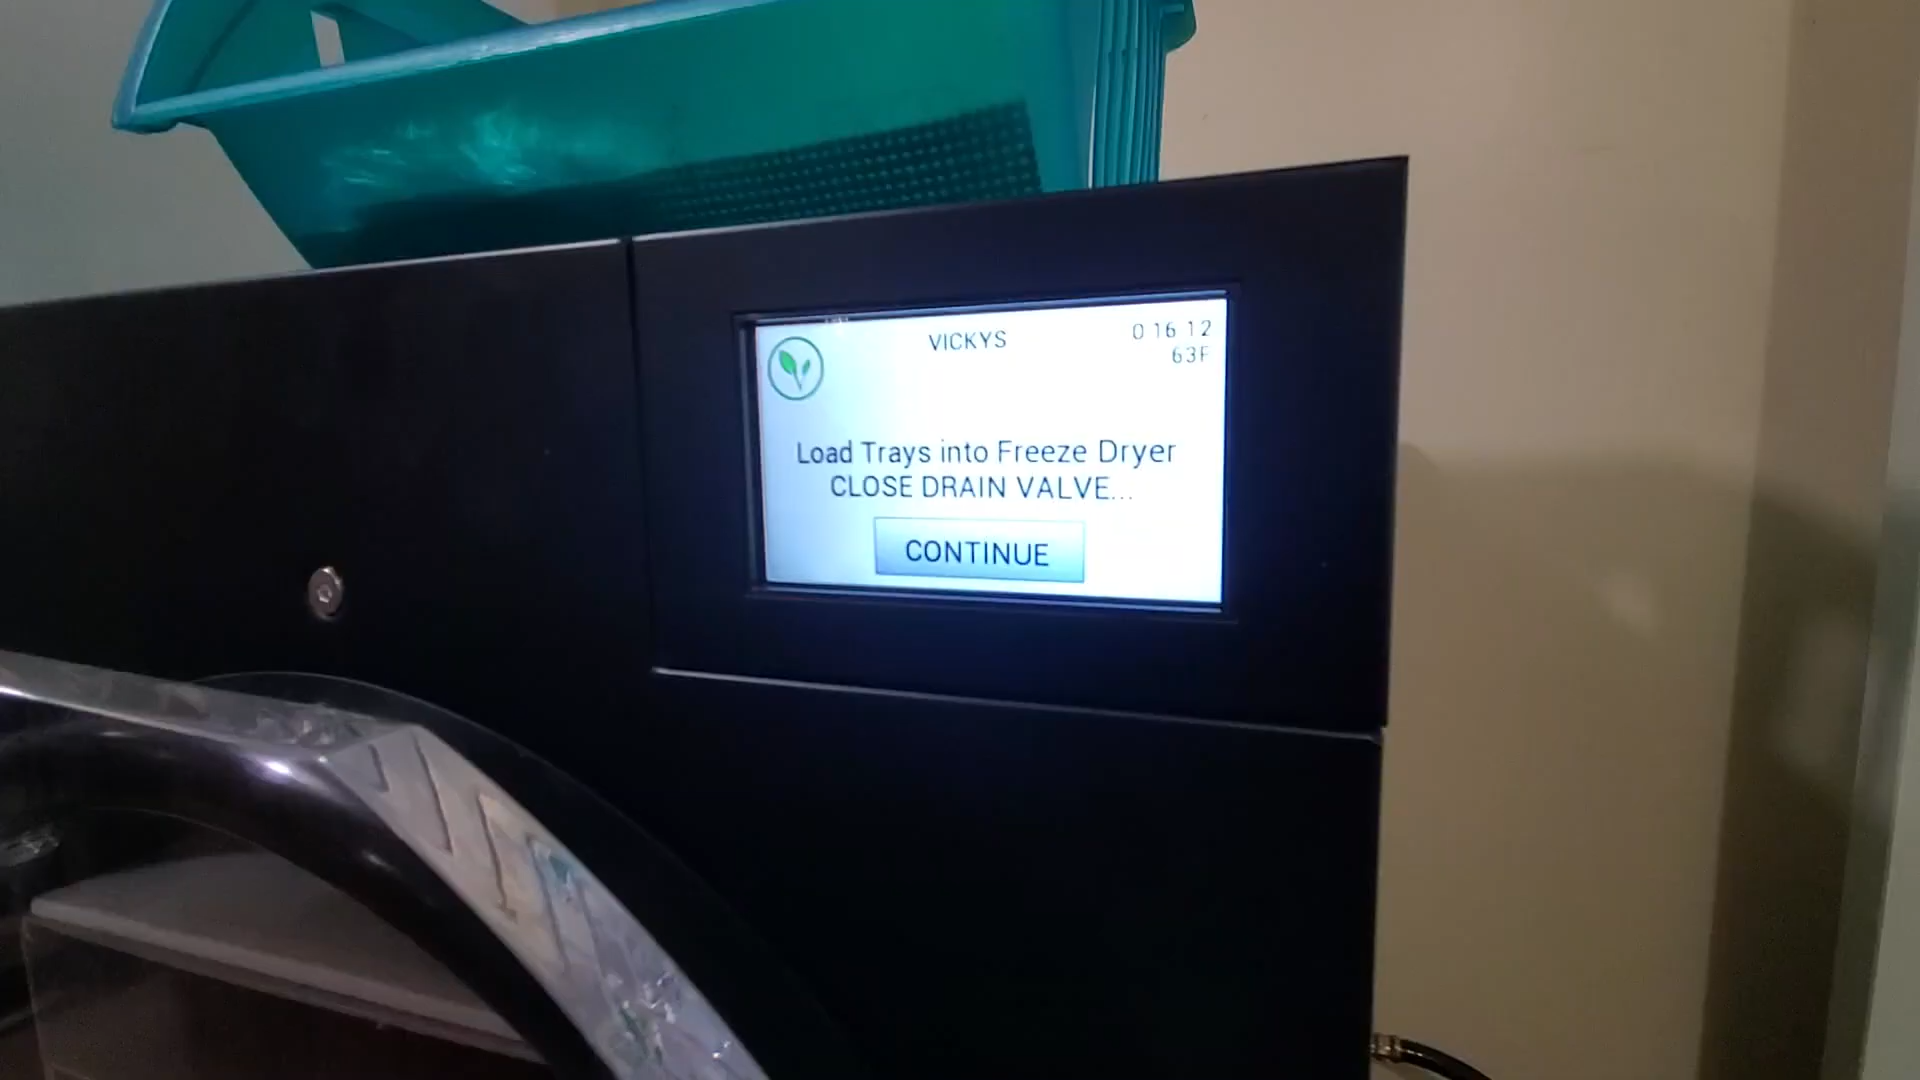 VICKYS
0 16 12
63F
Load Trays into Freeze Dryer
CLOSE DRAIN VALVE...
CONTINUE